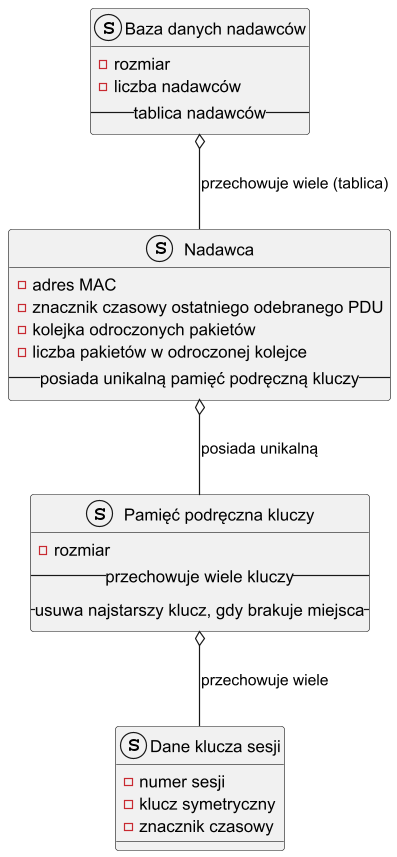 S Baza danych nadawców
rozmiar
liczba nadawców
tablica nadawców
przechowuje wiele (tablica)
S Nadawca
adres MAC
znacznik czasowy ostatniego odebranego PDU
kolejka odroczonych pakietów
liczba pakietów w odroczonej kolejce
posiada unikalną pamięć podręczną kluczy
posiada unikalną
S Pamięć podręczna kluczy
rozmiar
przechowuje wiele kluczy
usuwa najstarszy klucz, gdy brakuje miejsca
przechowuje wiele
S Dane klucza sesji
numer sesji
klucz symetryczny
znacznik czasowy